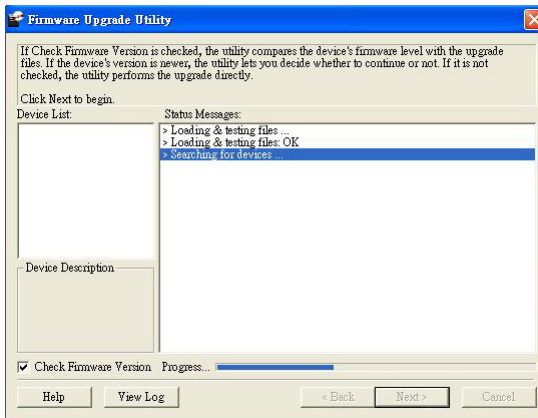 Firmware Upgrade Utility
If Check Firmware Version is checked, the utility compares the device's firmware level with the upgrade
files. If the device's version is newer, the utility lets you decide whether to continue or not. If it is not
checked, the utility performs the upgrade directly.
Click Next to begin.
Device List:
Status Messages:
> Loading & testing files ...
> Loading & testing files: OK
> Searching for devices ...
Device Description
Check Firmware Version Progress...
Help View Log < Back Next > Cancel